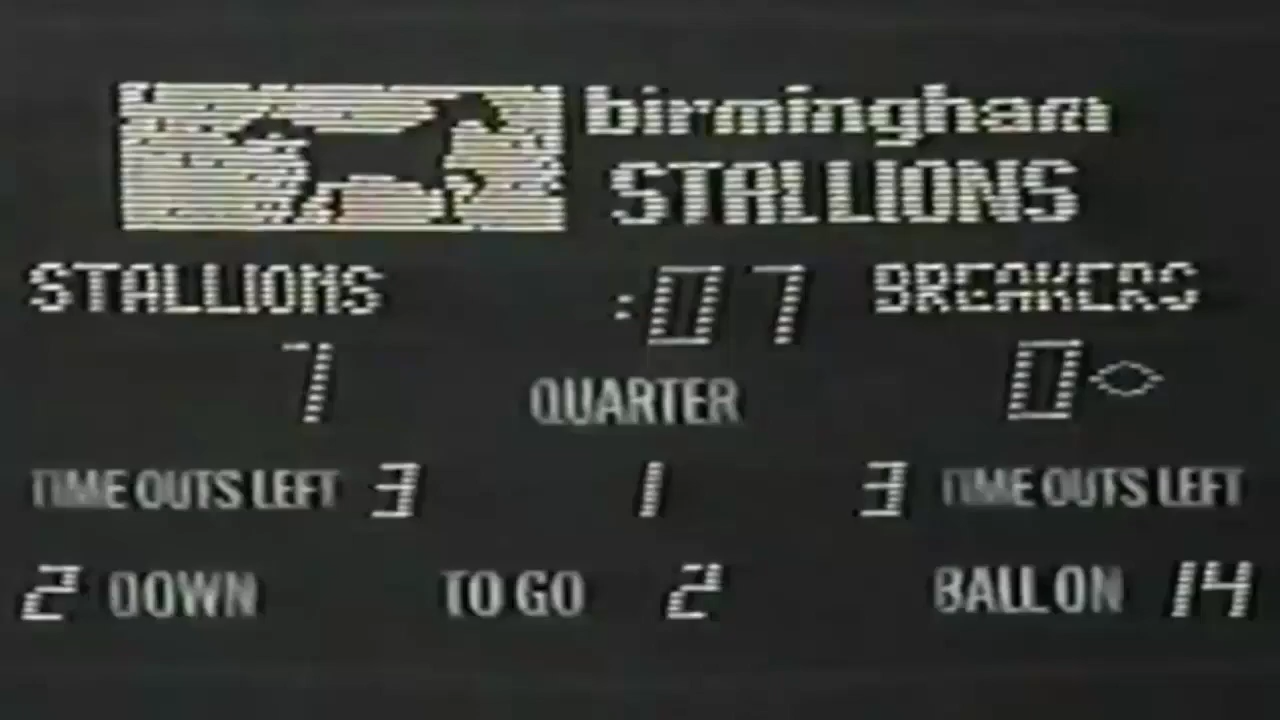 birmingham
STALLIONS
STALLIONS :07 BREAKERS
7 0
QUARTER
TIME OUTS LEFT 3 1 3 TIME OUTS LEFT
2 DOWN TO GO 2 BALL ON 14